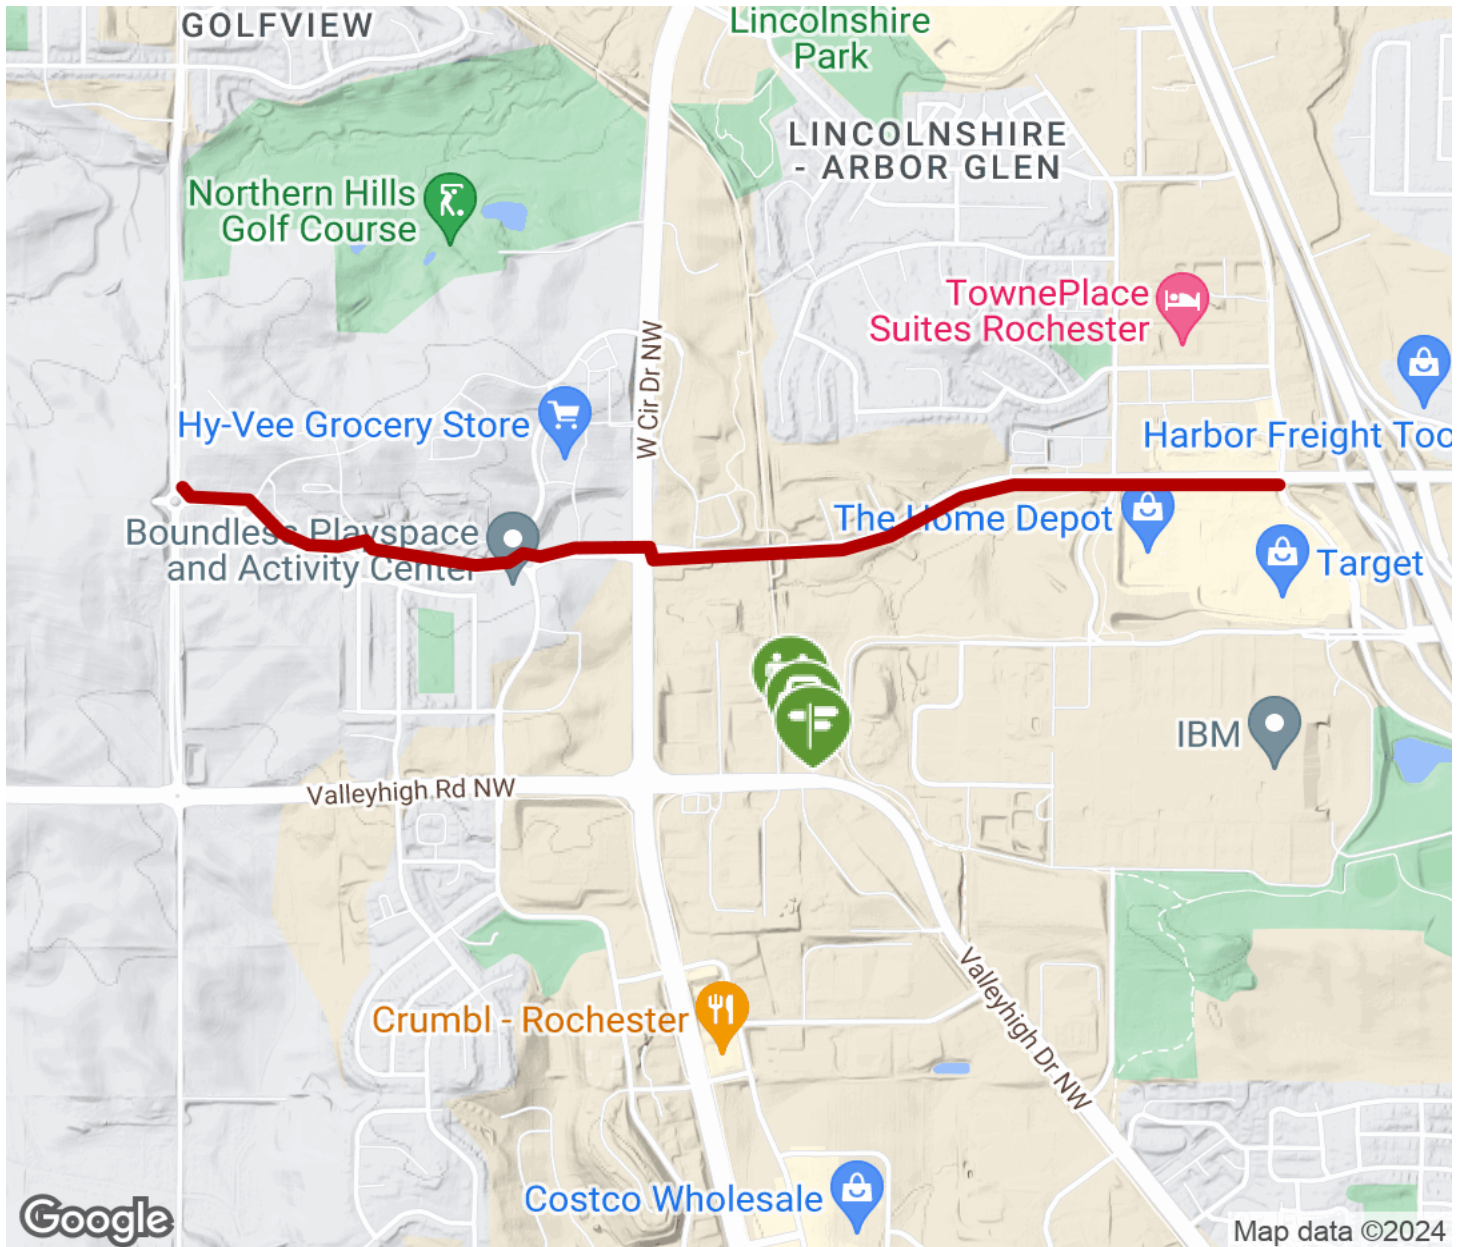 GOLFVIEW
Lincolnshire
Park
LINCOLNSHIRE
- ARBOR GLEN
Northern Hills
Golf Course
TownePlace
Suites Rochester
W Cir Dr NW
Hy-Vee Grocery Store
Harbor Freight Too
The Home Depot
Boundless Playspace
and Activity Center
Target
IBM
Valleyhigh Rd NW
Valleyhigh Dr NW
Crumbl - Rochester
Costco Wholesale
Google
Map data ©2024